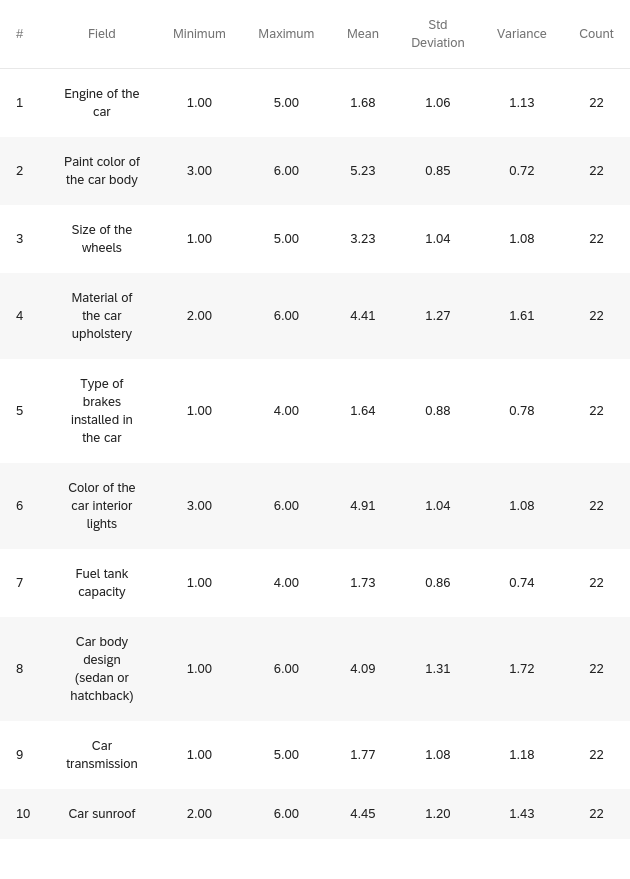 # Field Minimum Maximum Mean Std Deviation Variance Count
1 Engine of the car 1.00 5.00 1.68 1.06 1.13 22
2 Paint color of the car body 3.00 6.00 5.23 0.85 0.72 22
3 Size of the wheels 1.00 5.00 3.23 1.04 1.08 22
4 Material of the car upholstery 2.00 6.00 4.41 1.27 1.61 22
5 Type of brakes installed in the car 1.00 4.00 1.64 0.88 0.78 22
6 Color of the car interior lights 3.00 6.00 4.91 1.04 1.08 22
7 Fuel tank capacity 1.00 4.00 1.73 0.86 0.74 22
8 Car body design (sedan or hatchback) 1.00 6.00 4.09 1.31 1.72 22
9 Car transmission 1.00 5.00 1.77 1.08 1.18 22
10 Car sunroof 2.00 6.00 4.45 1.20 1.43 22